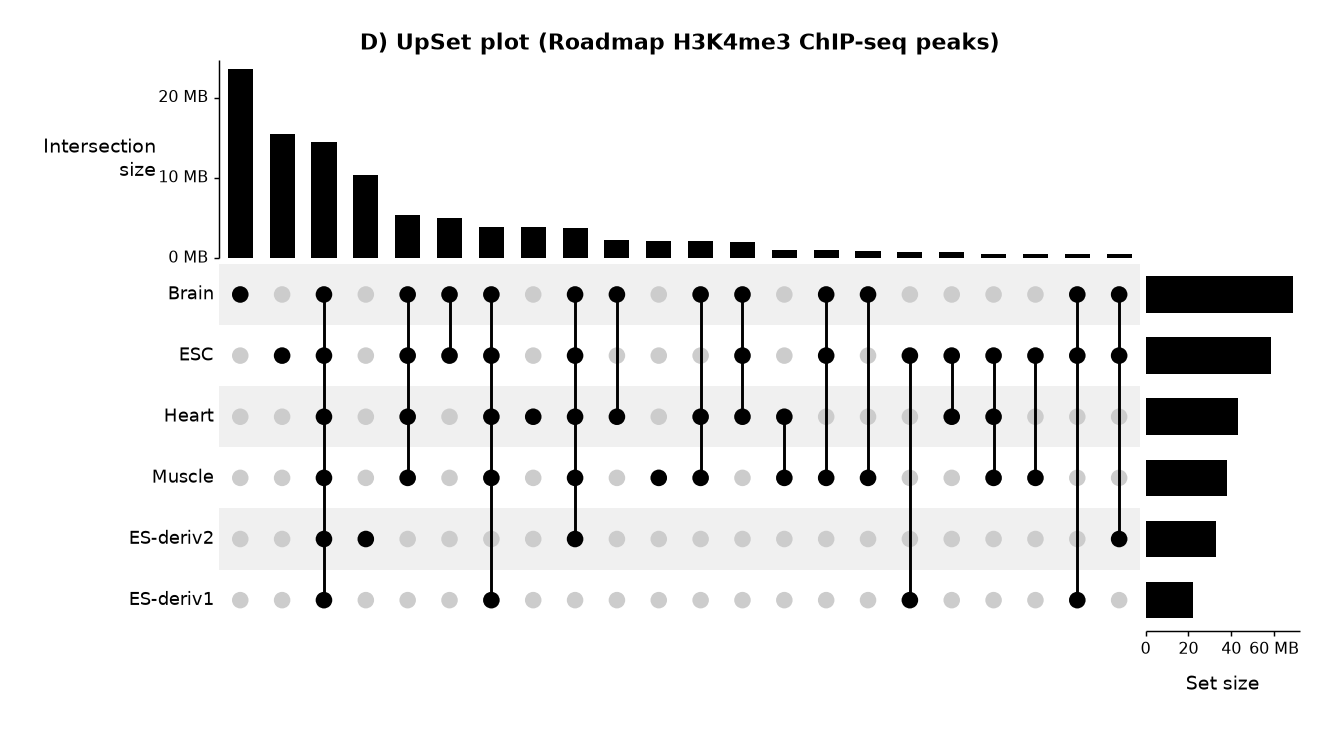 D) UpSet plot (Roadmap H3K4me3 ChIP-seq peaks)
20 MB
Intersection
size
10 MB
0 MB
Brain
ESC
Heart
Muscle
ES-deriv2
ES-deriv1
0 20 40 60 MB
Set size